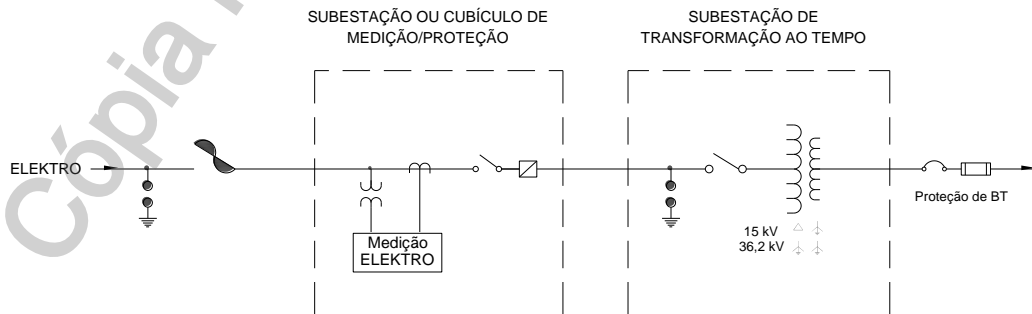 SUBESTAÇÃO OU CUBÍCULO DE
MEDIÇÃO/PROTEÇÃO
SUBESTAÇÃO DE
TRANSFORMAÇÃO AO TEMPO
ELEKTRO
Medição
ELEKTRO
15 kV
36,2 kV
Proteção de BT
Cópia